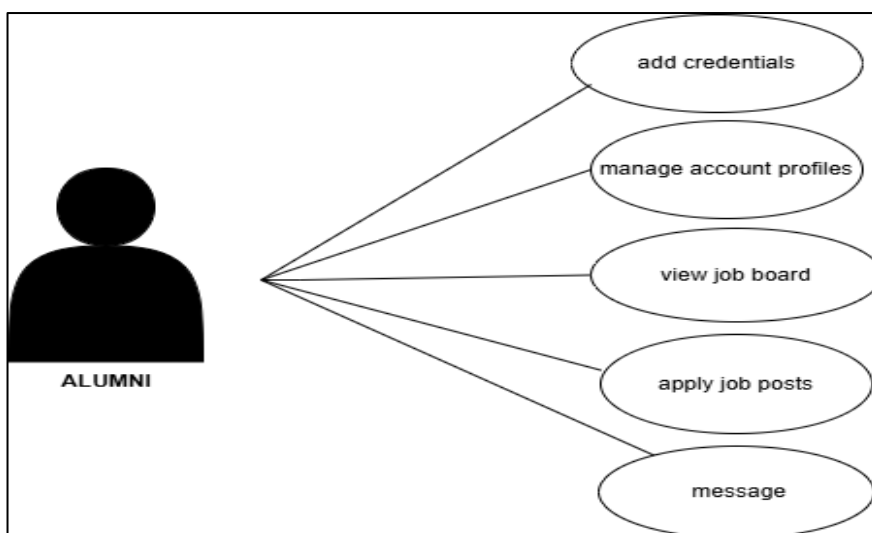 add credentials
manage account profiles
view job board
apply job posts
message
ALUMNI